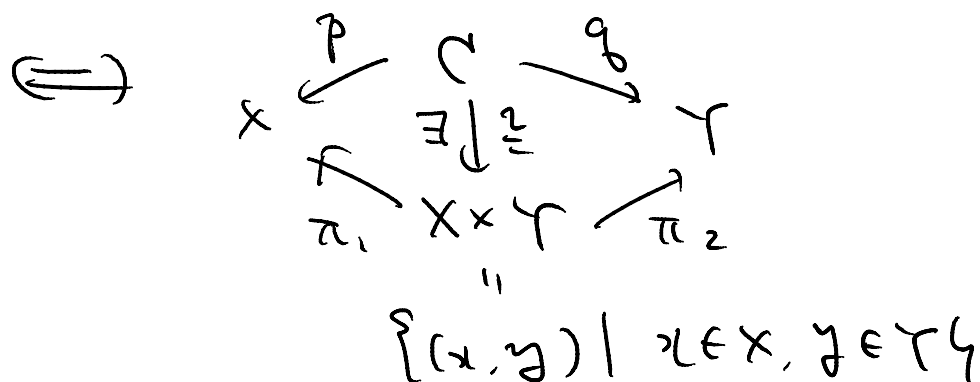 (⇐)
p C q
X ∃↓≅ Y
π₁ X × Y π₂
"
{(x, y) | x ∈ X, y ∈ Y}